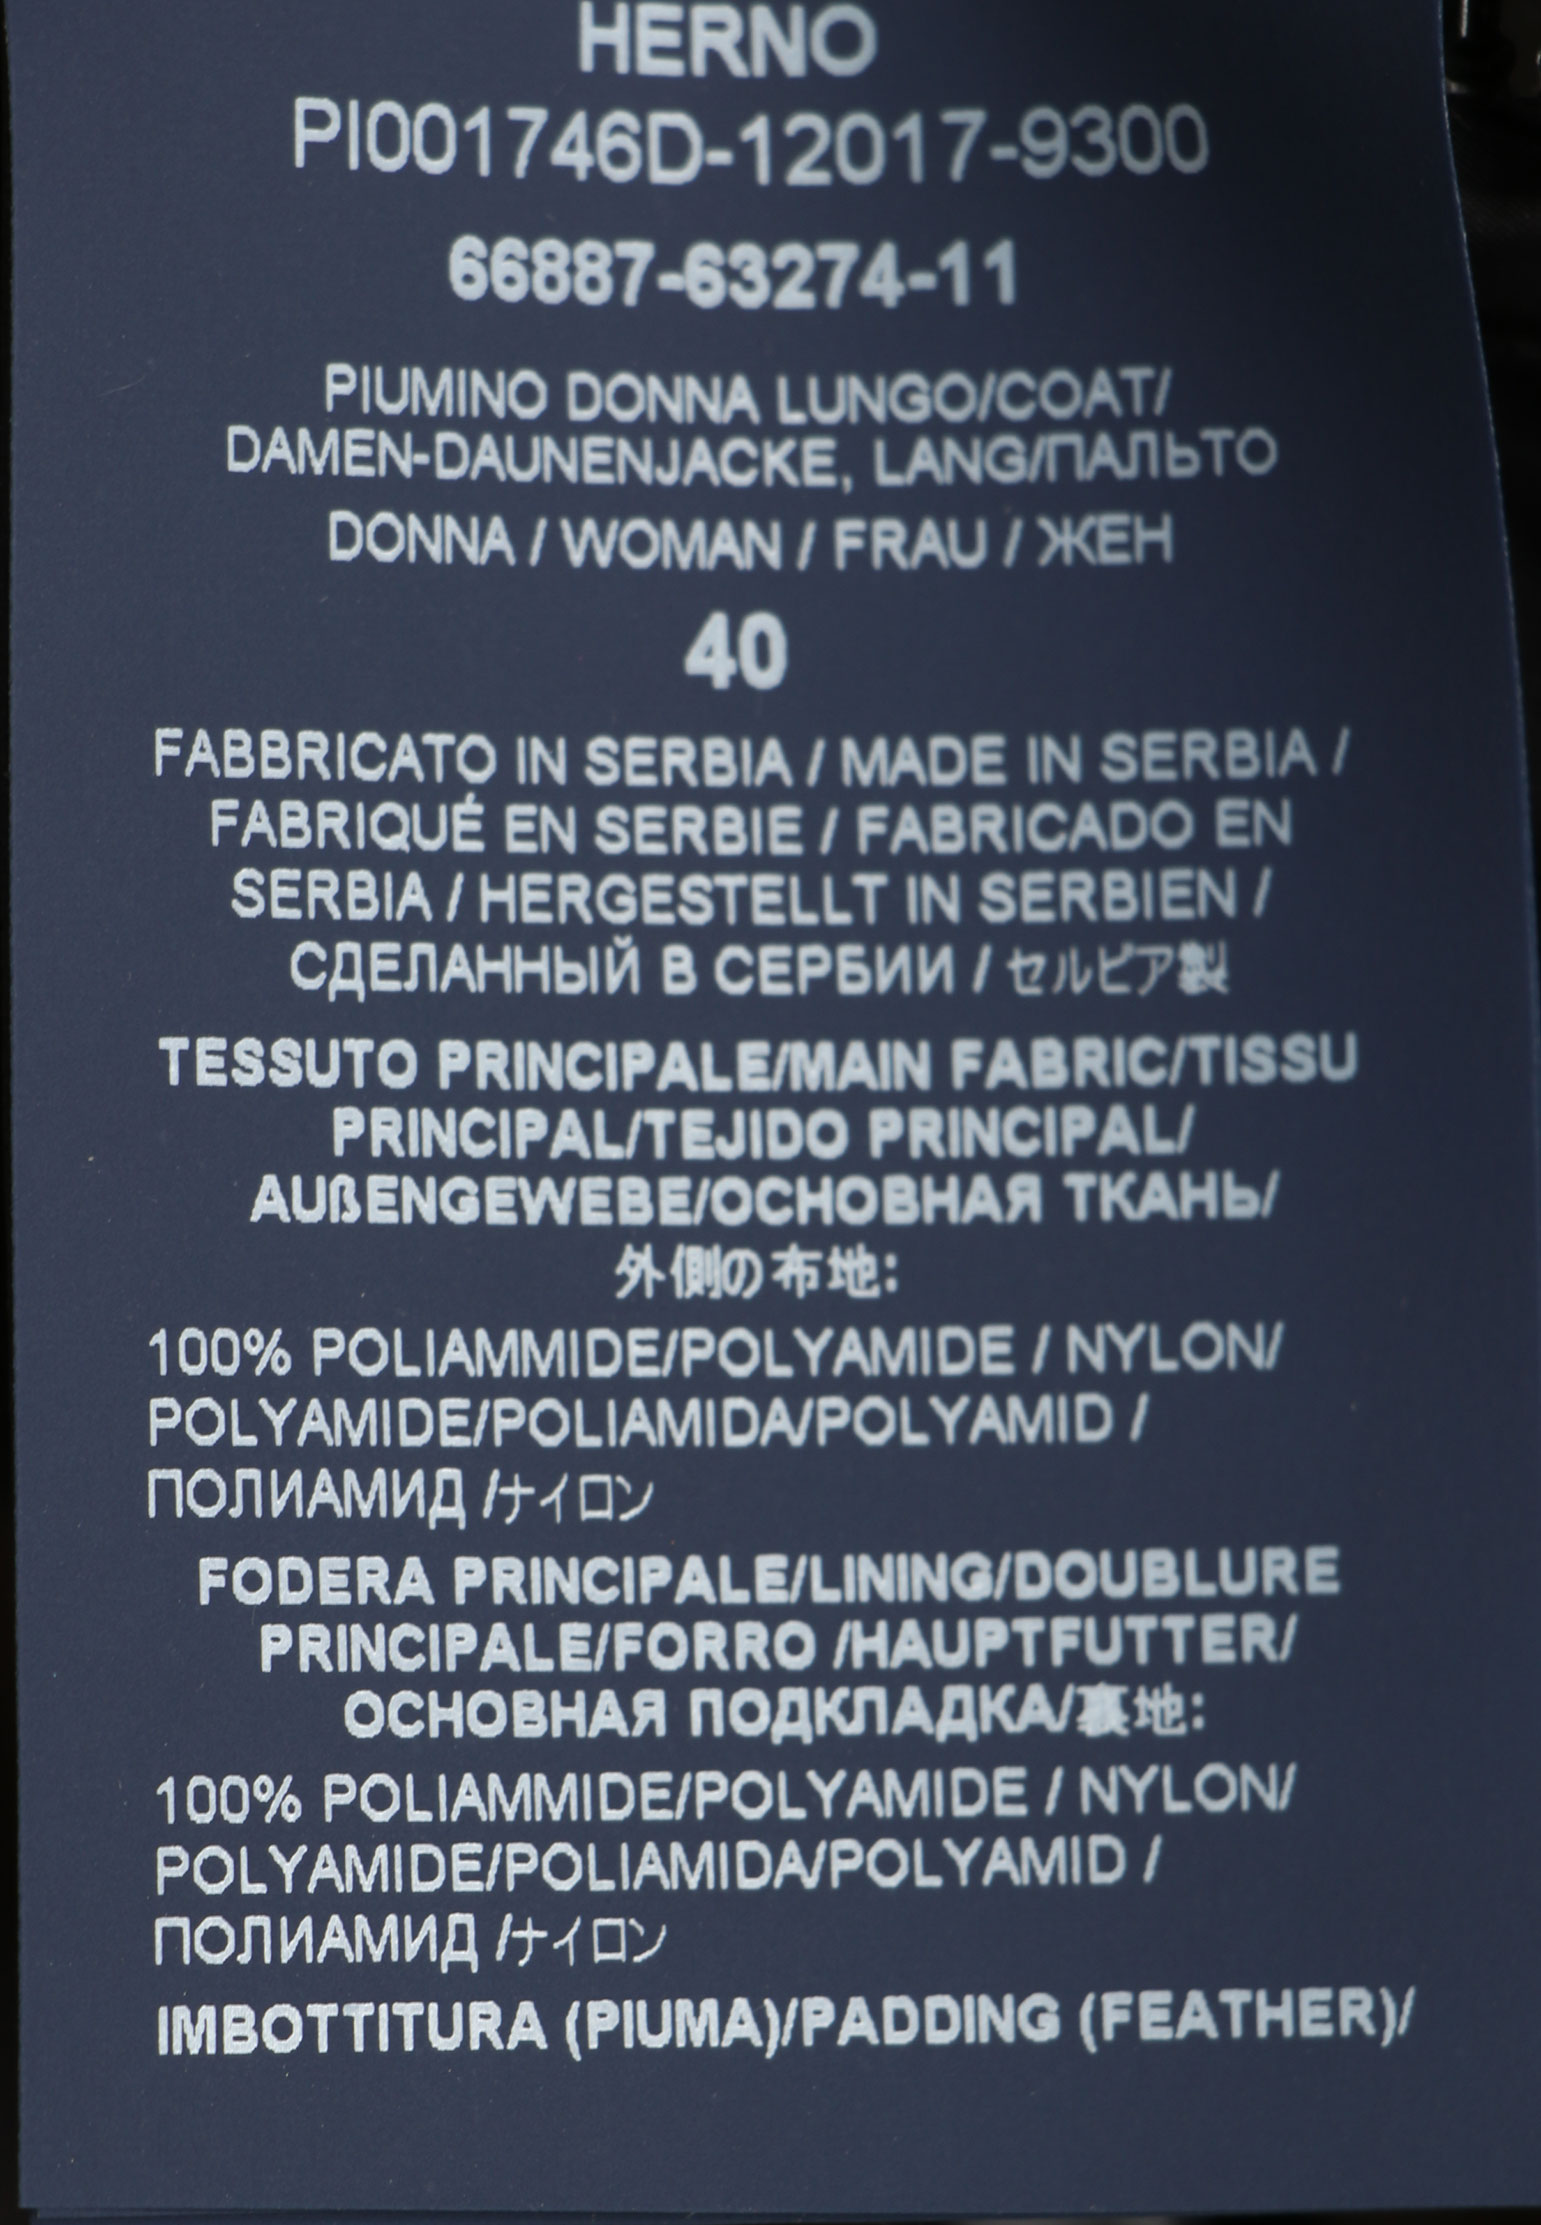 HERNO
PI001746D-12017-9300
66887-63274-11
PIUMINO DONNA LUNGO/COAT/
DAMEN-DAUNENJACKE, LANG/ПАЛЬТО
DONNA / WOMAN / FRAU / ЖЕН
40
FABBRICATO IN SERBIA / MADE IN SERBIA /
FABRIQUÉ EN SERBIE / FABRICADO EN
SERBIA / HERGESTELLT IN SERBIEN /
СДЕЛАННЫЙ В СЕРБИИ / セルビア製
TESSUTO PRINCIPALE/MAIN FABRIC/TISSU
PRINCIPAL/TEJIDO PRINCIPAL/
AUßENGEWEBE/ОСНОВНАЯ ТКАНЬ/
外側の布地:
100% POLIAMMIDE/POLYAMIDE / NYLON/
POLYAMIDE/POLIAMIDA/POLYAMID /
ПОЛИАМИД /ナイロン
FODERA PRINCIPALE/LINING/DOUBLURE
PRINCIPALE/FORRO /HAUPTFUTTER/
ОСНОВНАЯ ПОДКЛАДКА/裏地:
100% POLIAMMIDE/POLYAMIDE / NYLON/
POLYAMIDE/POLIAMIDA/POLYAMID /
ПОЛИАМИД /ナイロン
IMBOTTITURA (PIUMA)/PADDING (FEATHER)/